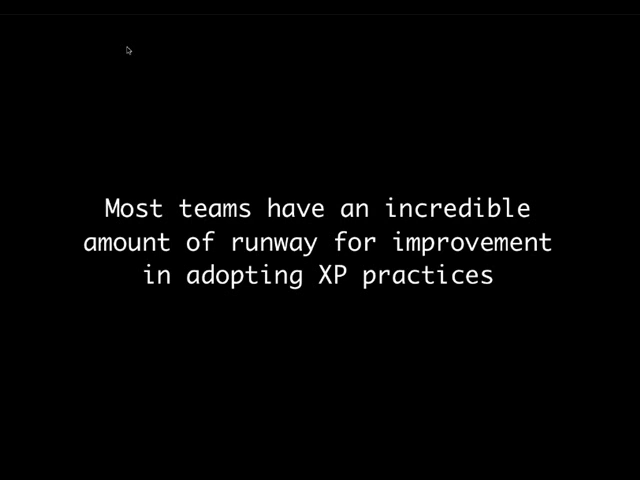 Most teams have an incredible
amount of runway for improvement
in adopting XP practices